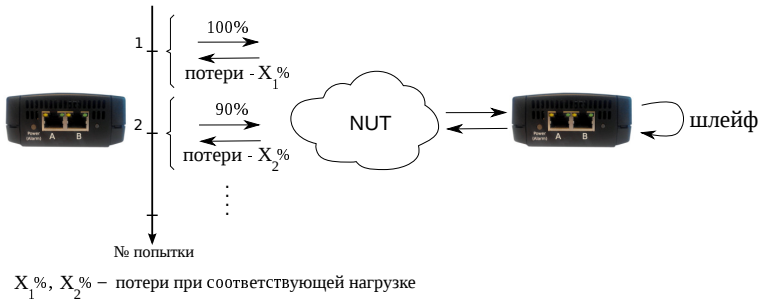 100%
1
потери - X1%
90%
2
потери - X2%
NUT
Power
(Alarm)
A
B
Power
(Alarm)
A
B
шлейф
№ попытки
X1%, X2% – потери при соответствующей нагрузке